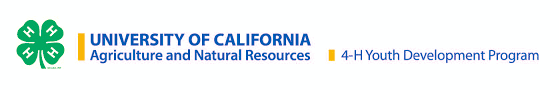 H H H H
UNIVERSITY OF CALIFORNIA
Agriculture and Natural Resources
4-H Youth Development Program